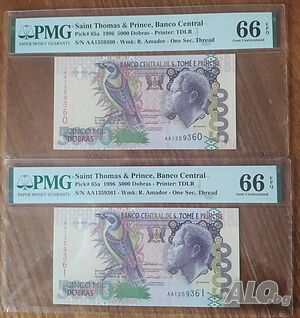 PMG
PAPER MONEY GUARANTY
Saint Thomas & Prince, Banco Central
Pick# 65a 1996 5000 Dobras - Printer: TDLR
S/N AA1359360 - Wmk: R. Amador - One Sec. Thread
66 EPQ
Gem Uncirculated
BANCO CENTRAL DE S. TOMÉ E PRÍNCIPE
AA1359360
CINCO MIL
DOBRAS
AA1359360
5000
PMG
PAPER MONEY GUARANTY
Saint Thomas & Prince, Banco Central
Pick# 65a 1996 5000 Dobras - Printer: TDLR
S/N AA1359361 - Wmk: R. Amador - One Sec. Thread
66 EPQ
Gem Uncirculated
BANCO CENTRAL DE S. TOMÉ E PRÍNCIPE
AA1359361
CINCO MIL
DOBRAS
AA1359361
5000
ALO.bg